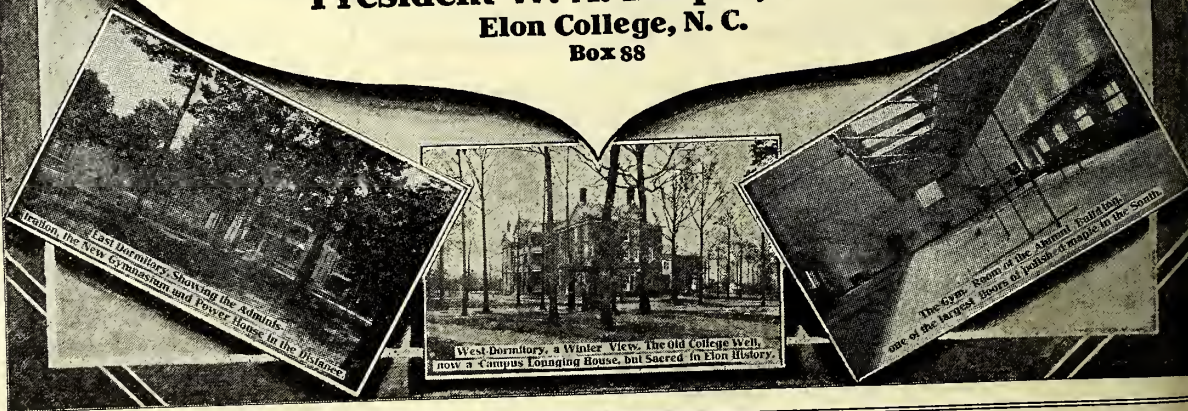 President W. A.
Elon College, N. C.
Box 88
East Dormitory, Showing the Adminis-
tration, the New Gymnasium and Power House in the Distance.
West Dormitory, a Winter View. The Old College Well,
now a Campus Lounging House, but Sacred in Elon History.
The Gym. Room of the Alumni Building,
one of the largest floors of polished maple in the South.